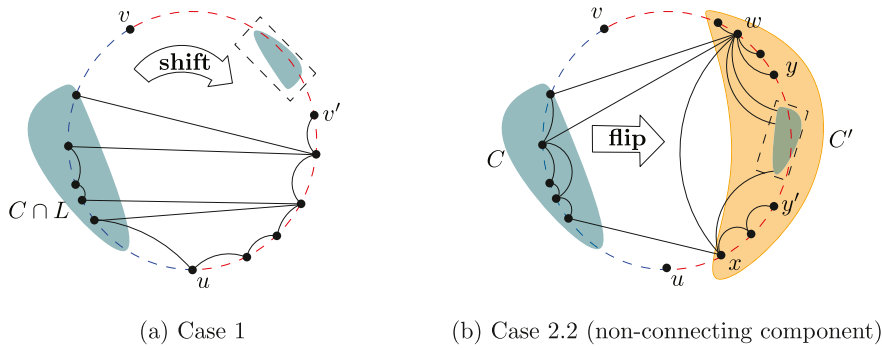 v
shift
v′
C ∩ L
u
(a) Case 1
v
w
y
C
flip
C′
y′
x
u
(b) Case 2.2 (non-connecting component)